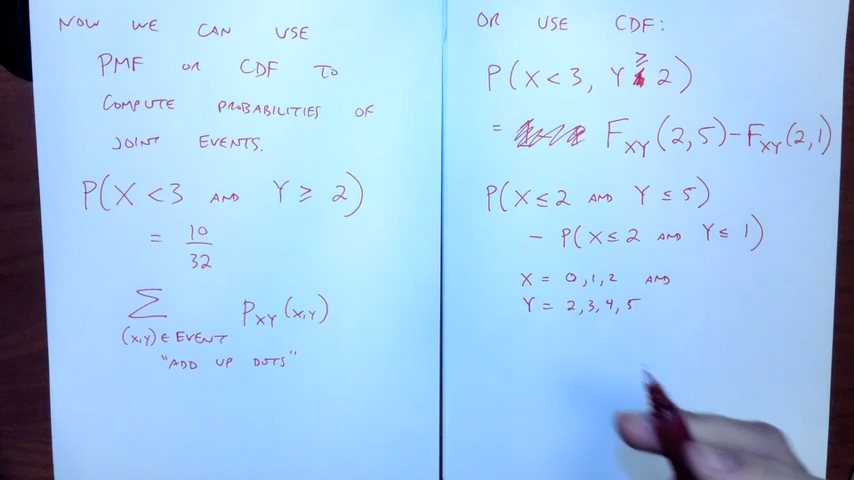 NOW WE CAN USE
PMF OR CDF TO
COMPUTE PROBABILITIES OF
JOINT EVENTS.
P(X < 3 AND Y ≥ 2)
= 10/32
∑ P_XY(x,y)
(x,y) ∈ EVENT
"ADD UP DOTS"
OR USE CDF:
P(X < 3, Y ≥ 2)
= F_XY(2,5) - F_XY(2,1)
P(X ≤ 2 AND Y ≤ 5)
- P(X ≤ 2 AND Y ≤ 1)
X = 0,1,2 AND
Y = 2,3,4,5